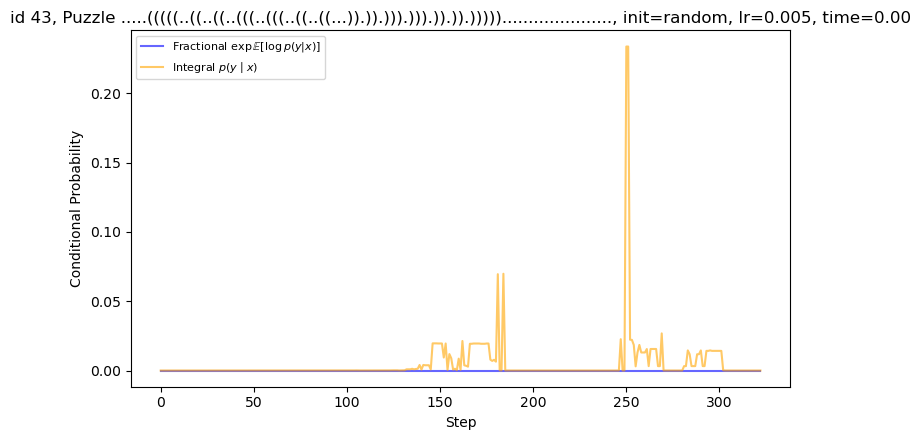 id 43, Puzzle .....(((((..((..((..(((..(((..((..((...)).)).))).))).)).)).)))))....................., init=random, lr=0.005, time=0.00
Fractional exp𝔼[log p(y|x)]
Integral p(y | x)
Conditional Probability
0.20
0.15
0.10
0.05
0.00
0 50 100 150 200 250 300
Step